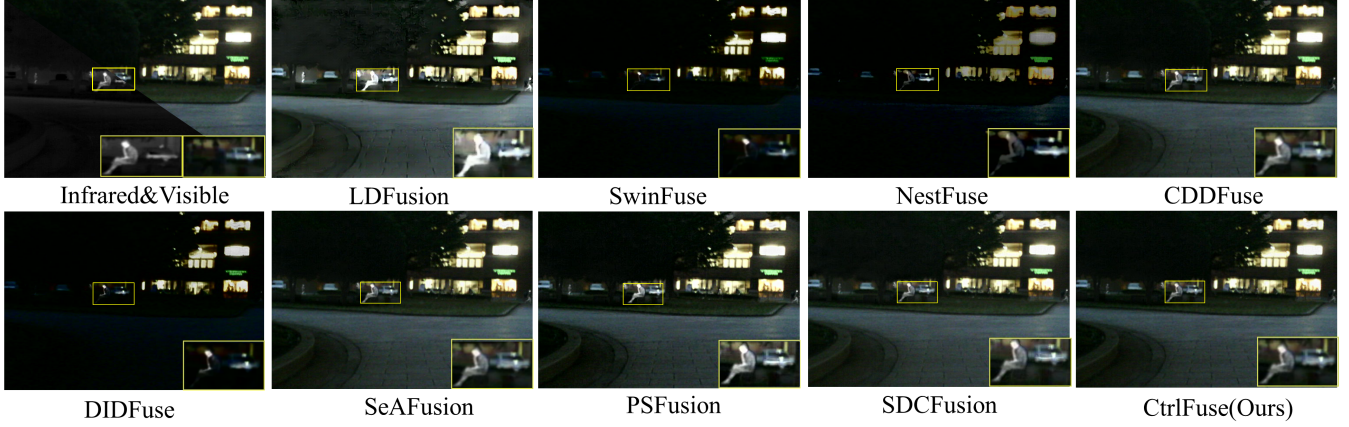 Infrared&Visible
LDFusion
SwinFuse
NestFuse
CDDFuse
DIDFuse
SeAFusion
PSFusion
SDCFusion
CtrlFuse(Ours)